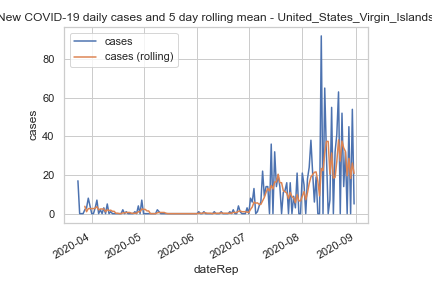 New COVID-19 daily cases and 5 day rolling mean - United_States_Virgin_Islands
cases
cases (rolling)
80
60
40
20
0
cases
2020-04
2020-05
2020-06
2020-07
2020-08
2020-09
dateRep